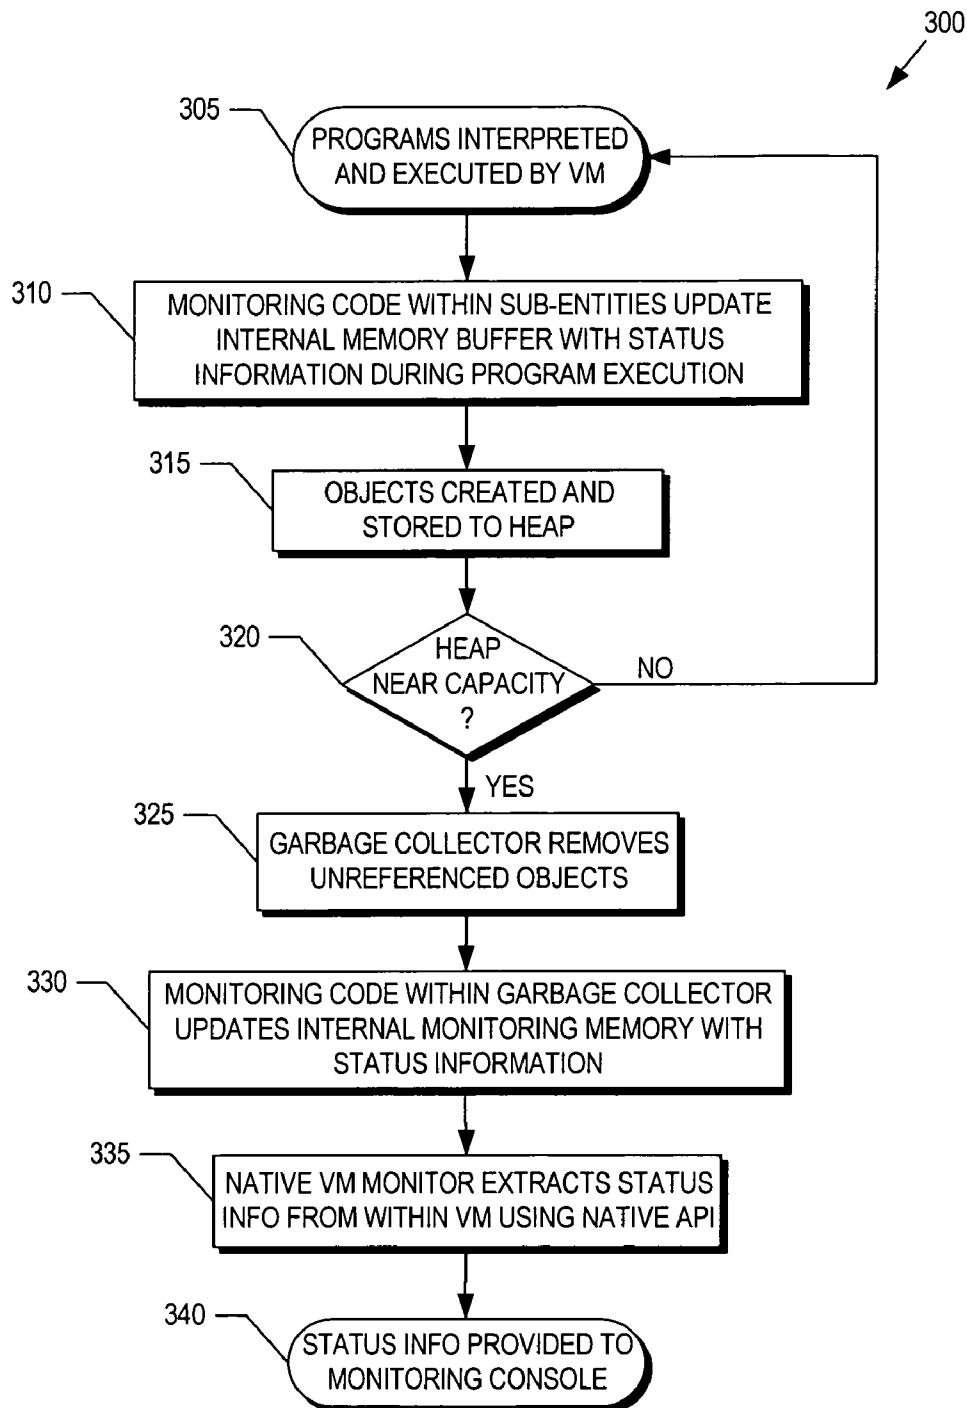 300
305
PROGRAMS INTERPRETED
AND EXECUTED BY VM
310
MONITORING CODE WITHIN SUB-ENTITIES UPDATE
INTERNAL MEMORY BUFFER WITH STATUS
INFORMATION DURING PROGRAM EXECUTION
315
OBJECTS CREATED AND
STORED TO HEAP
320
HEAP
NEAR CAPACITY
?
NO
YES
325
GARBAGE COLLECTOR REMOVES
UNREFERENCED OBJECTS
330
MONITORING CODE WITHIN GARBAGE COLLECTOR
UPDATES INTERNAL MONITORING MEMORY WITH
STATUS INFORMATION
335
NATIVE VM MONITOR EXTRACTS STATUS
INFO FROM WITHIN VM USING NATIVE API
340
STATUS INFO PROVIDED TO
MONITORING CONSOLE